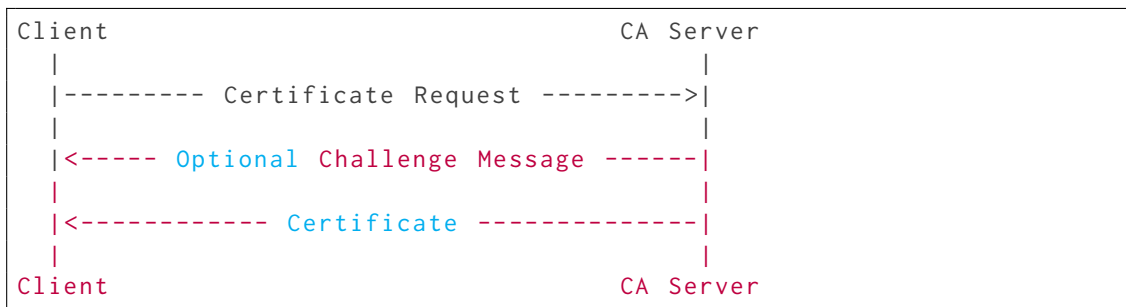 Client                                 CA Server
  |                                        |
  |--------- Certificate Request --------->|
  |                                        |
  |<----- Optional Challenge Message ------|
  |                                        |
  |<------------ Certificate --------------|
  |                                        |
Client                                 CA Server